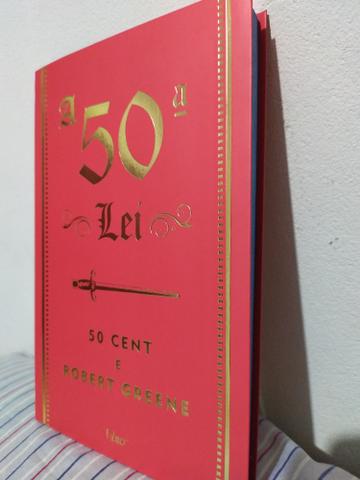 A 50ª
Lei
50 CENT
E
ROBERT GREENE